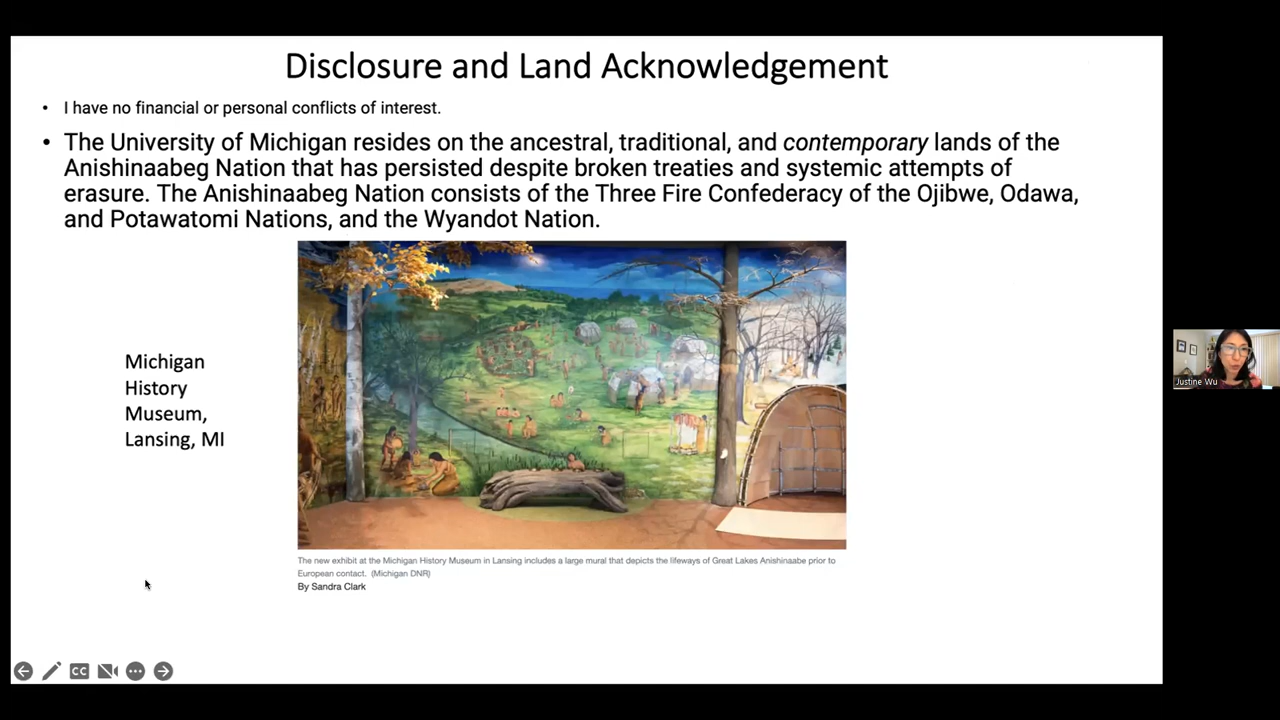 Disclosure and Land Acknowledgement
• I have no financial or personal conflicts of interest.
• The University of Michigan resides on the ancestral, traditional, and contemporary lands of the
Anishinaabeg Nation that has persisted despite broken treaties and systemic attempts of
erasure. The Anishinaabeg Nation consists of the Three Fire Confederacy of the Ojibwe, Odawa,
and Potawatomi Nations, and the Wyandot Nation.
Michigan
History
Museum,
Lansing, MI
The new exhibit at the Michigan History Museum in Lansing includes a large mural that depicts the lifeways of Great Lakes Anishinaabe prior to
European contact. (Michigan DNR)
By Sandra Clark
CC
Justine Wu